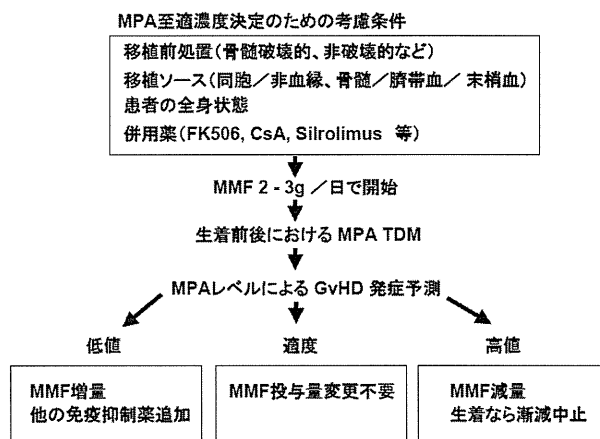 MPA至適濃度決定のための考慮条件
移植前処置(骨髄破壊的、非破壊的など)
移植ソース(同胞/非血縁、骨髄/臍帯血/ 末梢血)
患者の全身状態
併用薬(FK506, CsA, Silrolimus 等)
MMF 2 - 3g /日で開始
生着前後における MPA TDM
MPAレベルによる GvHD 発症予測
低値
適度
高値
MMF増量
他の免疫抑制薬追加
MMF投与量変更不要
MMF減量
生着なら漸減中止